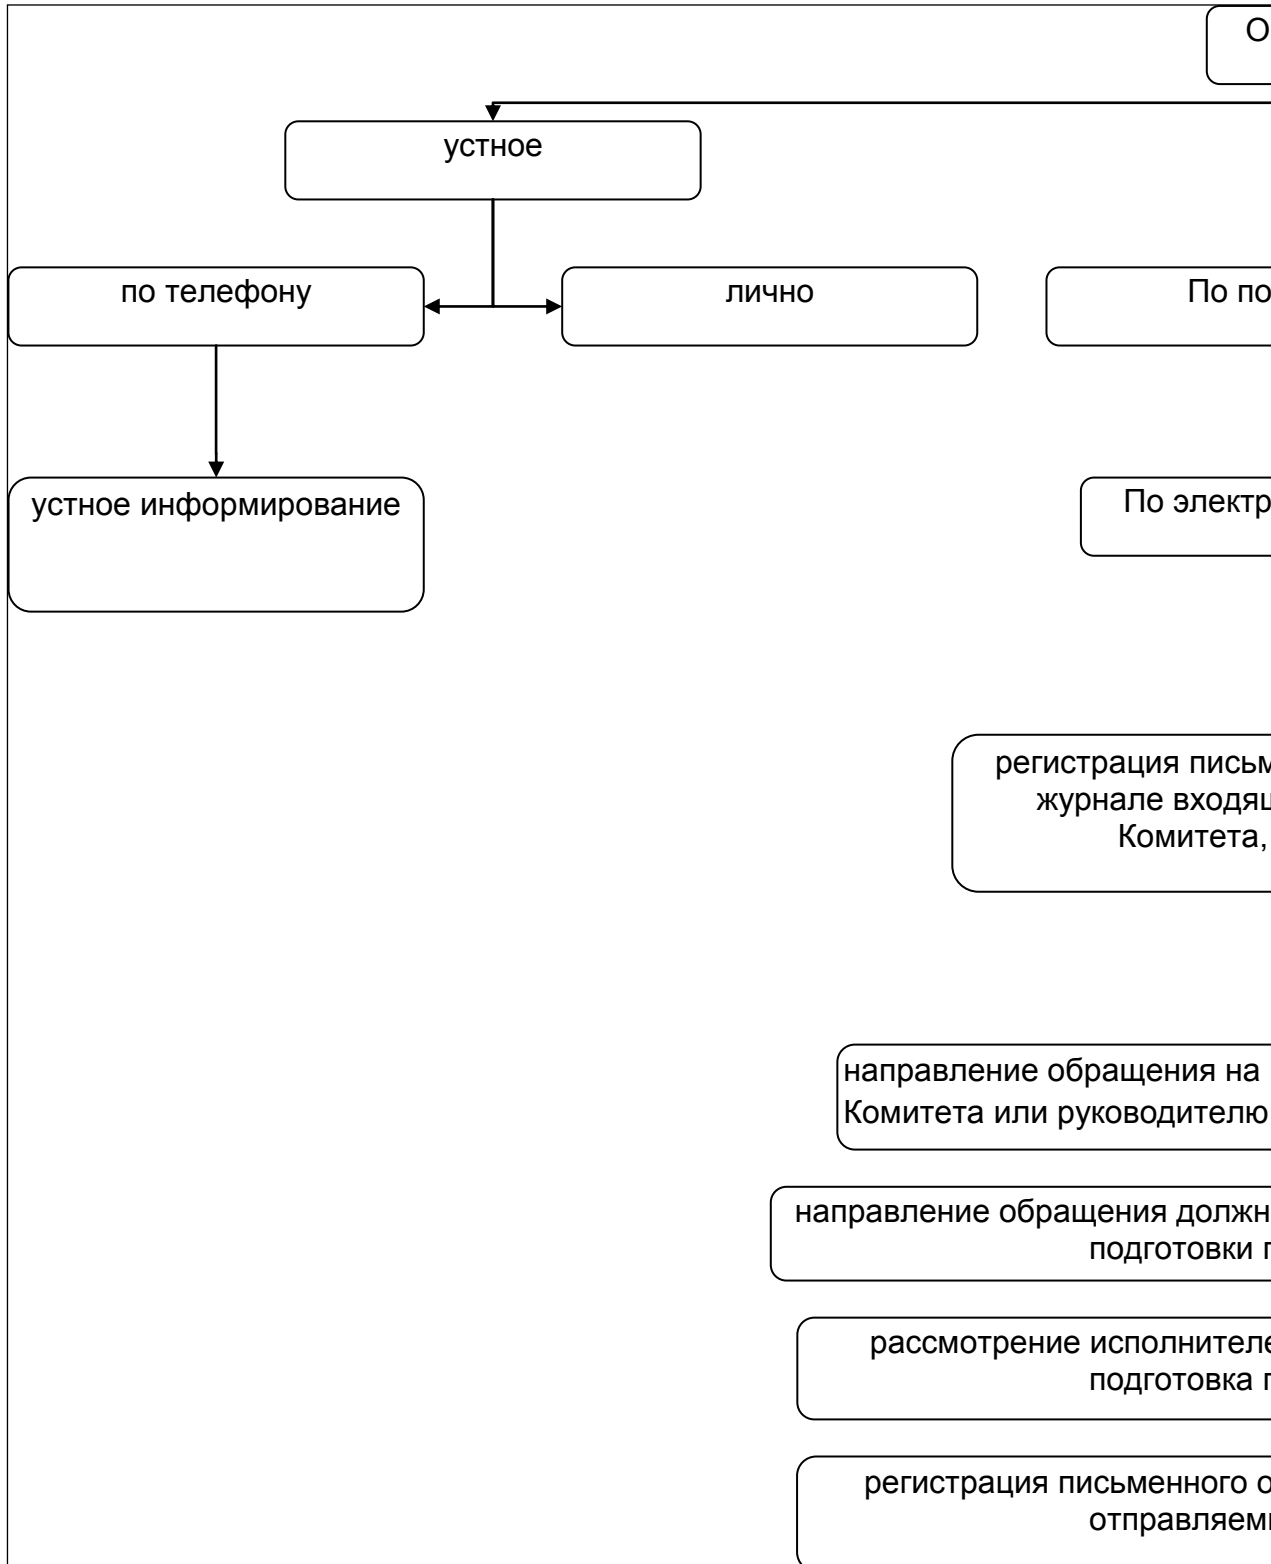 О
устное
по телефону
лично
По по
устное информирование
По электр
регистрация письм
журнале входящ
Комитета,
направление обращения на
Комитета или руководителю
направление обращения должн
подготовки п
рассмотрение исполнителе
подготовка п
регистрация письменного о
отправляем